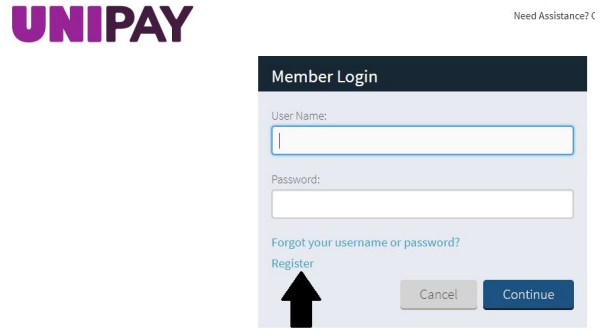 UNIPAY
Need Assistance?
Member Login
User Name:
Password:
Forgot your username or password?
Register
Cancel Continue